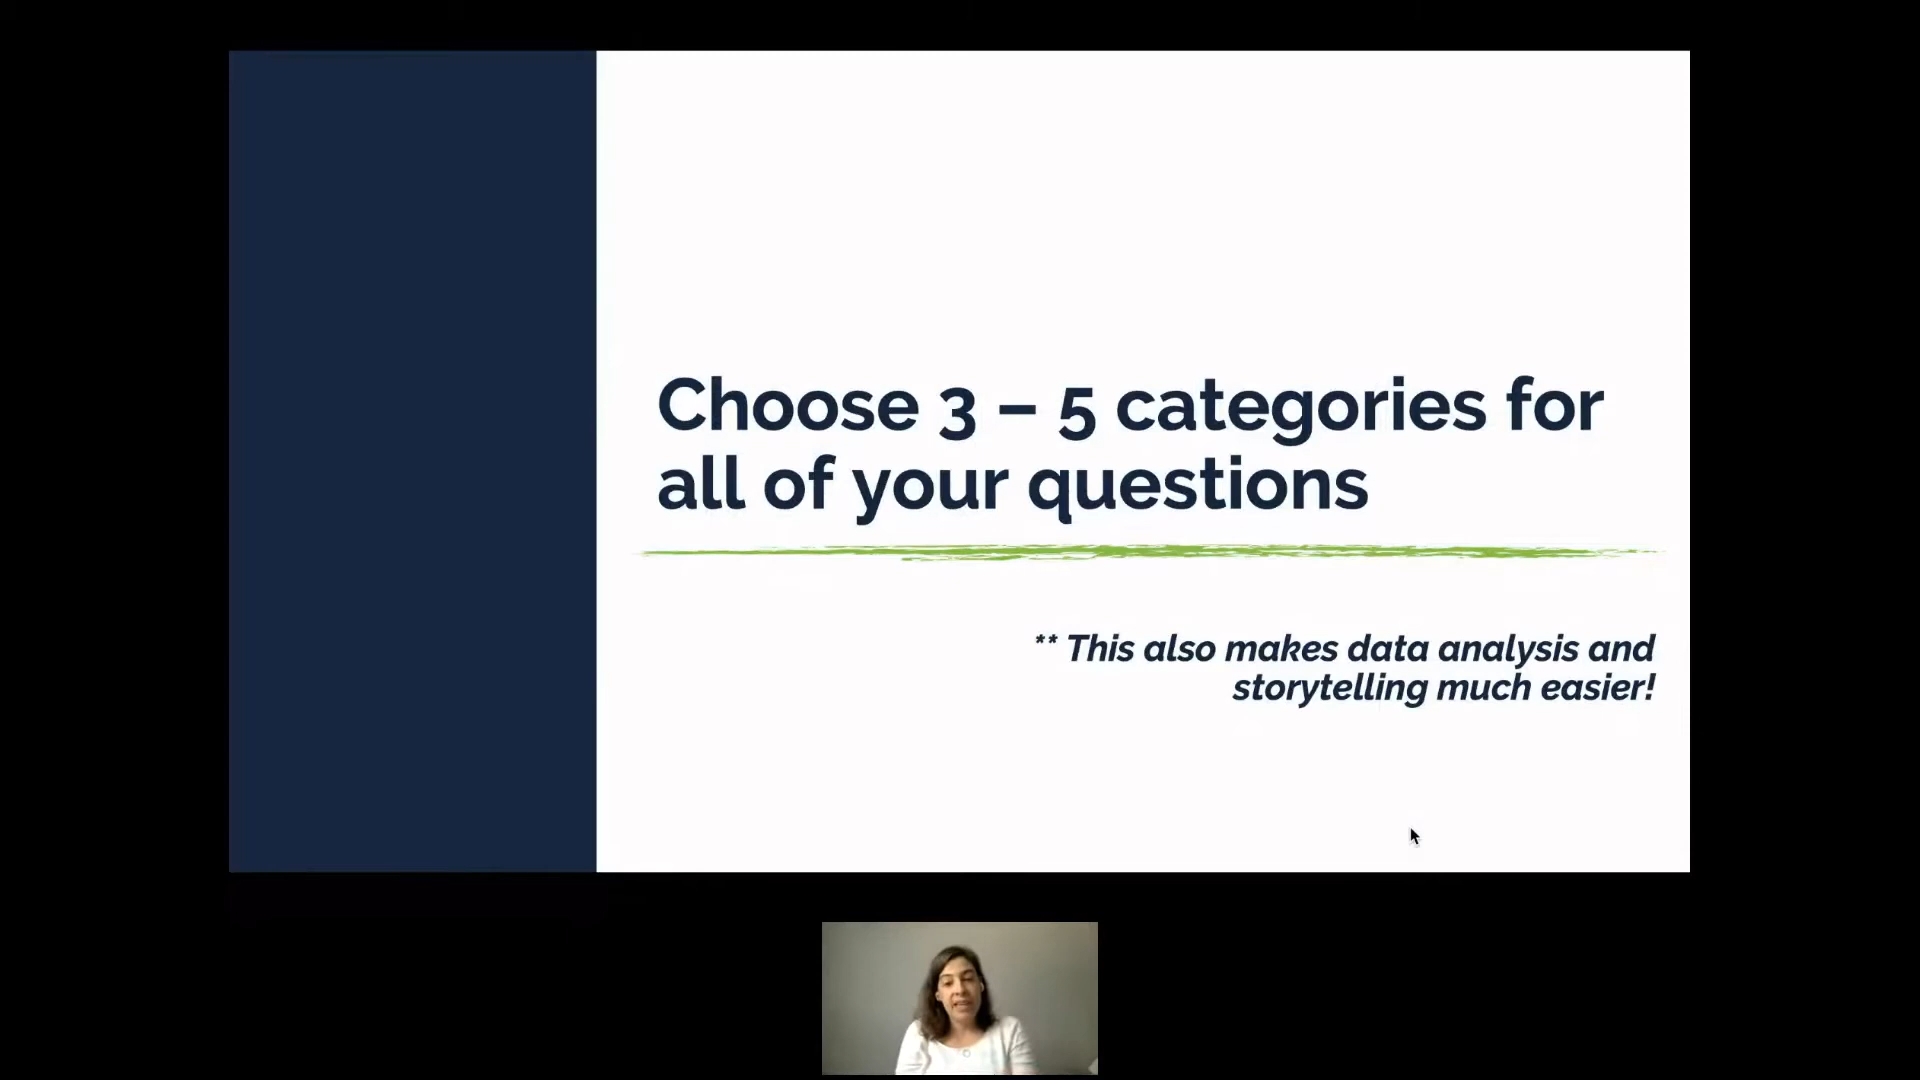 Choose 3 – 5 categories for
all of your questions
** This also makes data analysis and
storytelling much easier!